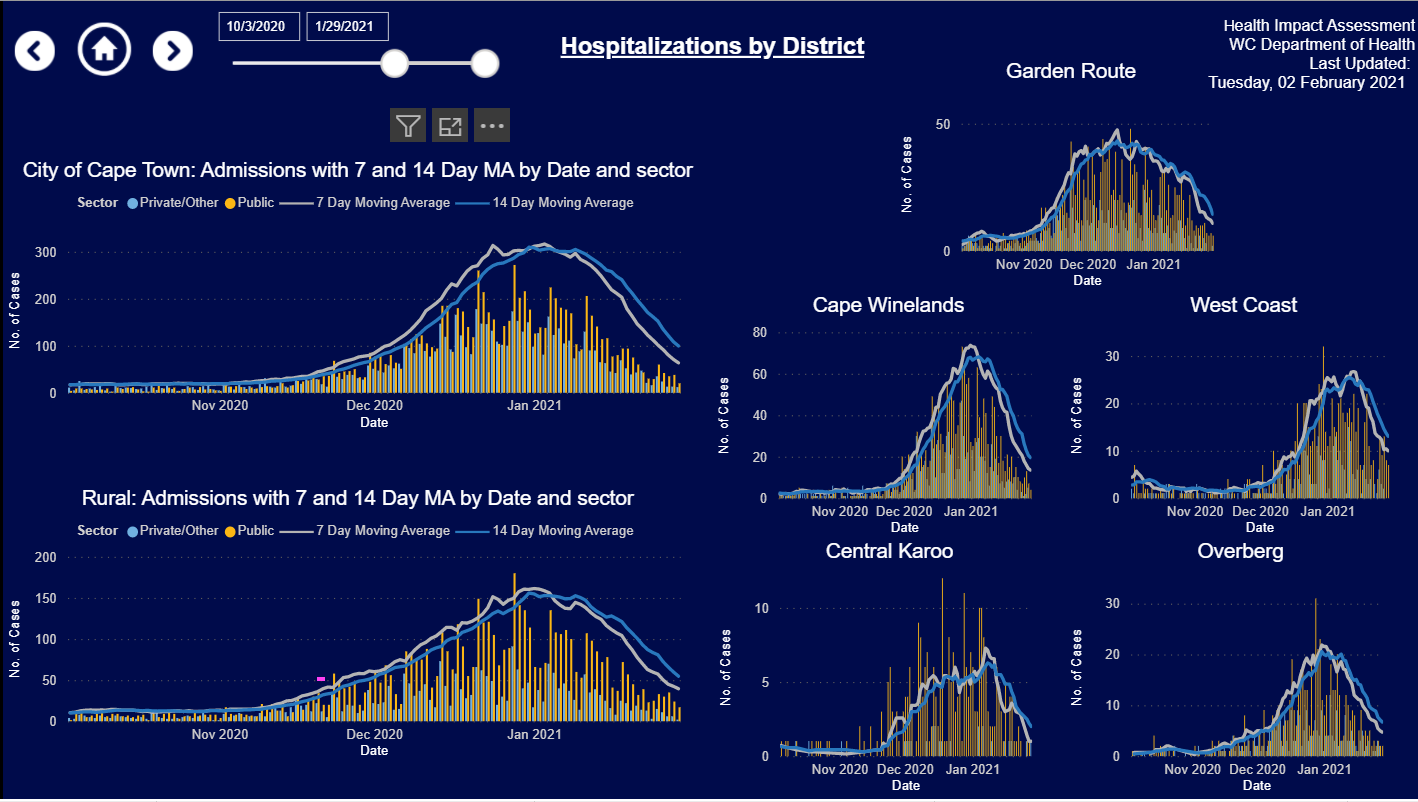 10/3/2020 1/29/2021
Hospitalizations by District
Health Impact Assessment
WC Department of Health
Last Updated:
Tuesday, 02 February 2021
City of Cape Town: Admissions with 7 and 14 Day MA by Date and sector
Sector Private/Other Public 7 Day Moving Average 14 Day Moving Average
No. of Cases
300
200
100
0
Nov 2020 Dec 2020 Jan 2021
Date
Rural: Admissions with 7 and 14 Day MA by Date and sector
Sector Private/Other Public 7 Day Moving Average 14 Day Moving Average
No. of Cases
200
150
100
50
0
Nov 2020 Dec 2020 Jan 2021
Date
Garden Route
No. of Cases
50
0
Nov 2020 Dec 2020 Jan 2021
Date
Cape Winelands
No. of Cases
80
60
40
20
0
Nov 2020 Dec 2020 Jan 2021
Date
West Coast
No. of Cases
30
20
10
0
Nov 2020 Dec 2020 Jan 2021
Date
Central Karoo
No. of Cases
10
5
0
Nov 2020 Dec 2020 Jan 2021
Date
Overberg
No. of Cases
30
20
10
0
Nov 2020 Dec 2020 Jan 2021
Date